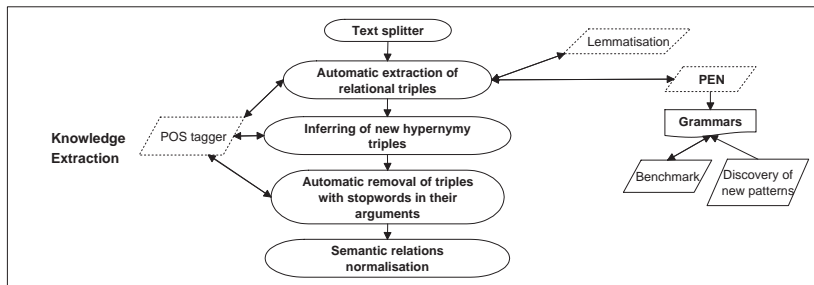 Text splitter
Lemmatisation
Automatic extraction of
relational triples
PEN
Grammars
Knowledge
Extraction
POS tagger
Inferring of new hypernymy
triples
Benchmark
Discovery of
new patterns
Automatic removal of triples
with stopwords in their
arguments
Semantic relations
normalisation